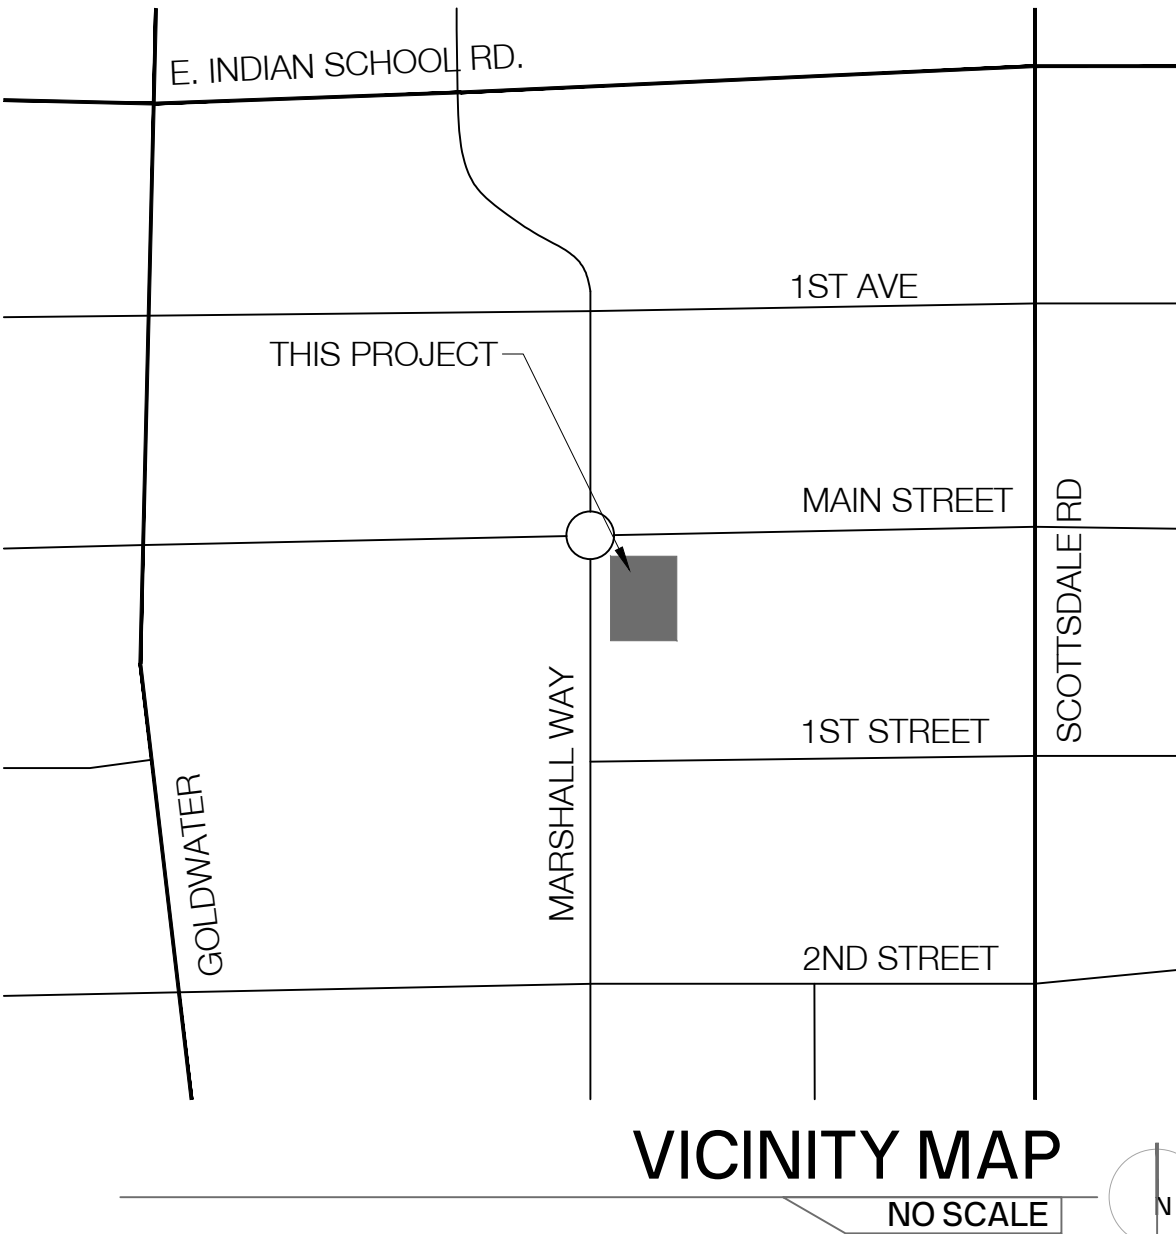 E. INDIAN SCHOOL RD.
1ST AVE
THIS PROJECT
MAIN STREET
SCOTTSDALE RD
MARSHALL WAY
1ST STREET
GOLDWATER
2ND STREET
VICINITY MAP
NO SCALE
N